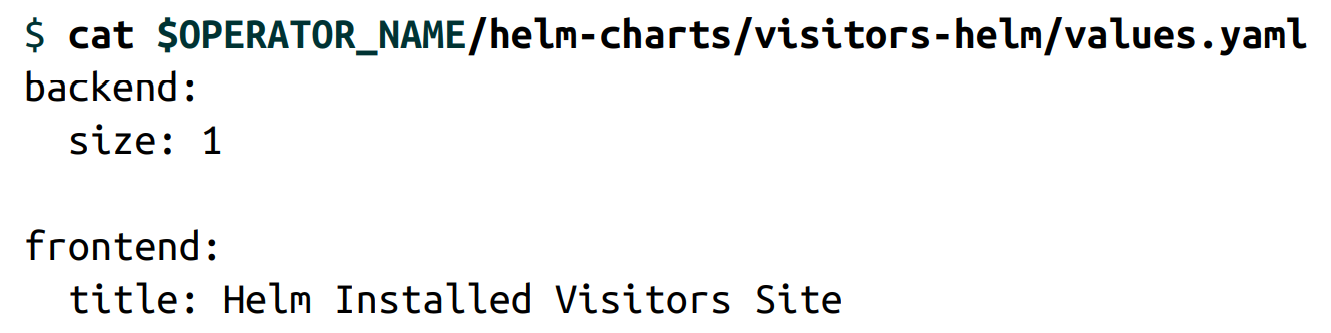 $ cat $OPERATOR_NAME/helm-charts/visitors-helm/values.yaml
backend:
  size: 1

frontend:
  title: Helm Installed Visitors Site